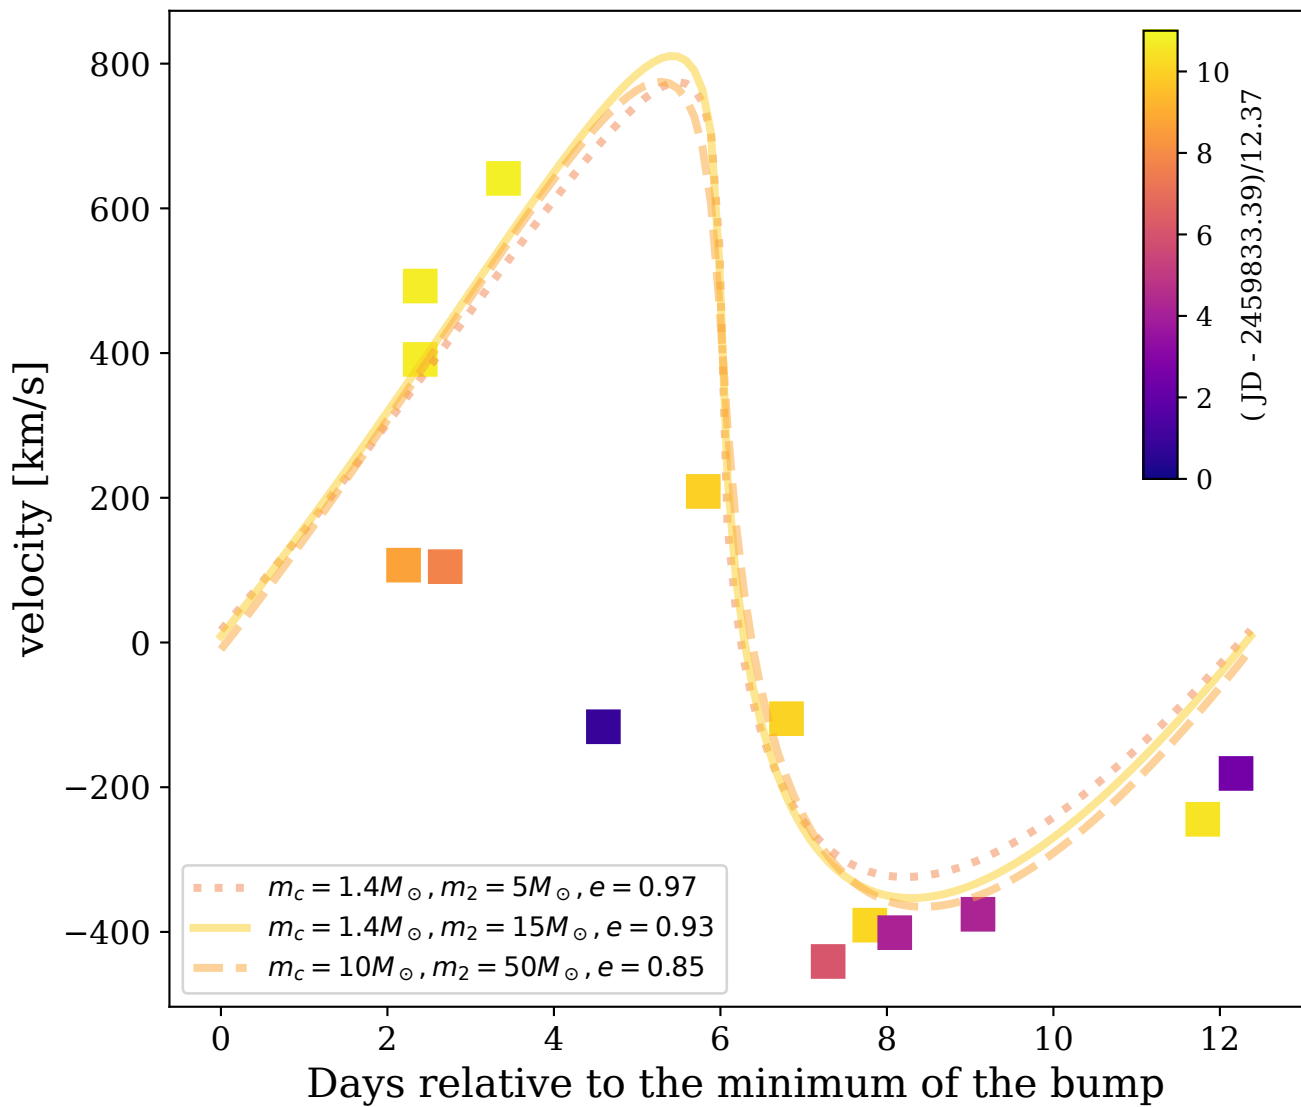 800
600
400
200
0
−200
−400
velocity [km/s]
0 2 4 6 8 10 12
Days relative to the minimum of the bump
10
8
6
4
2
0
( JD - 2459833.39)/12.37
m_c = 1.4M_⊙, m_2 = 5M_⊙, e = 0.97
m_c = 1.4M_⊙, m_2 = 15M_⊙, e = 0.93
m_c = 10M_⊙, m_2 = 50M_⊙, e = 0.85